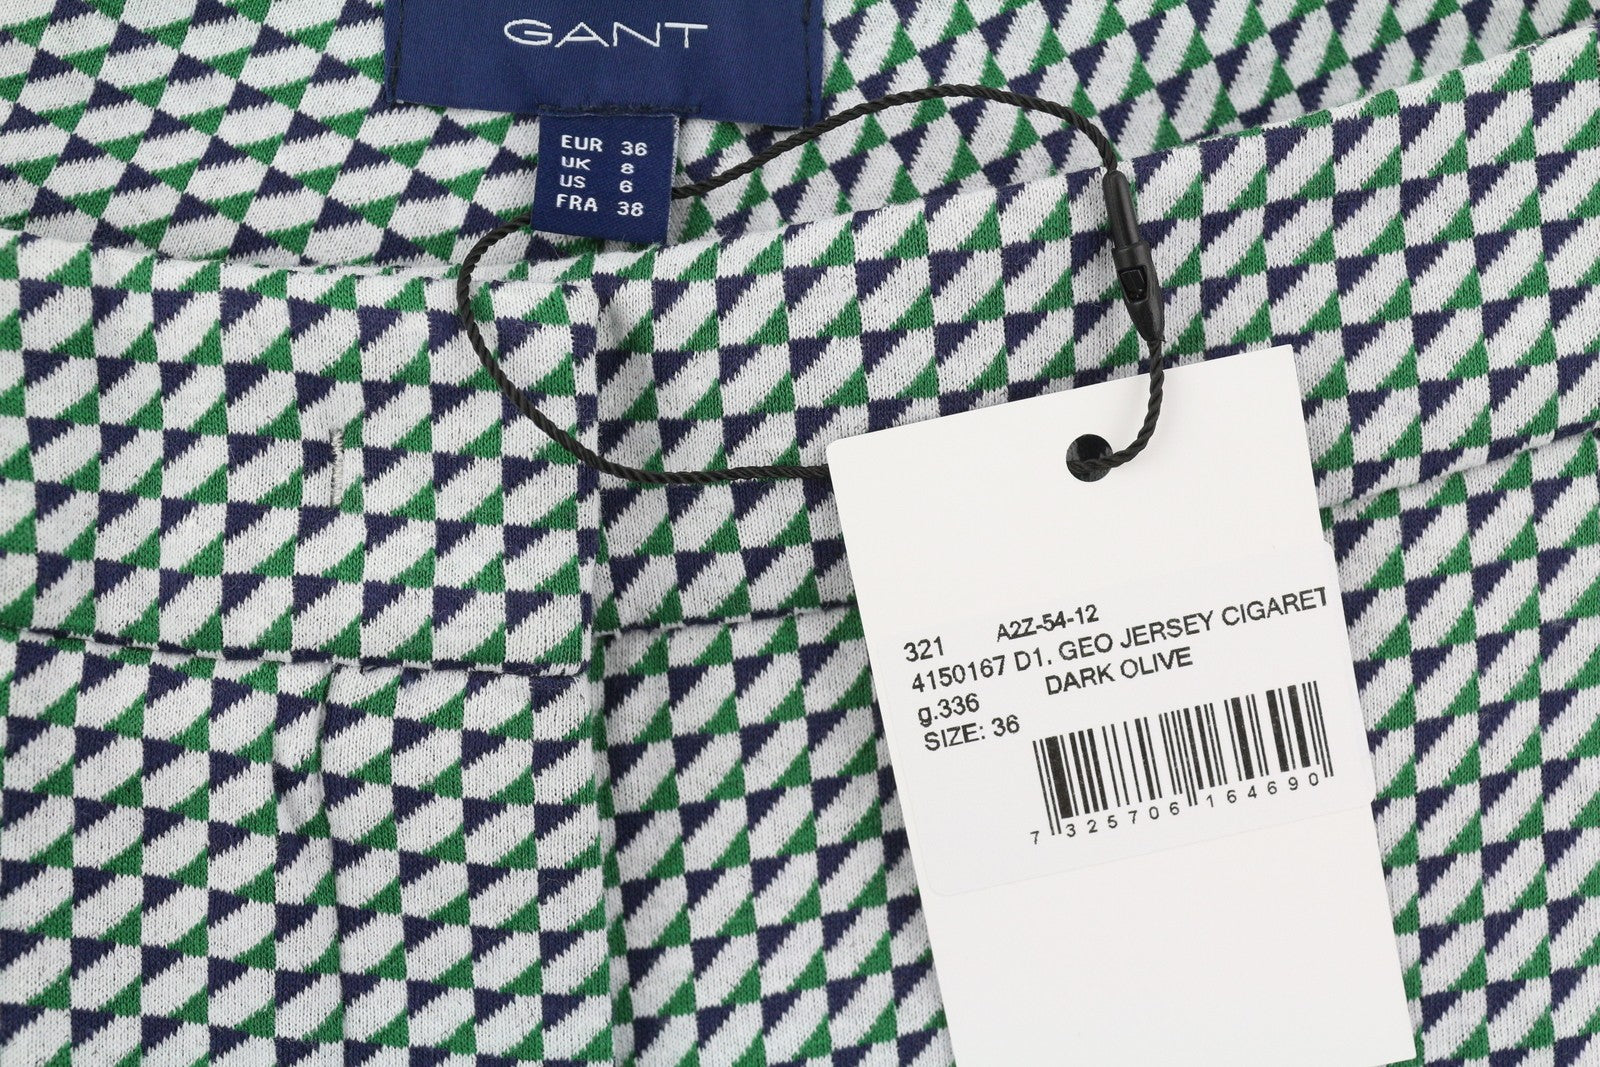 GANT
EUR 36
UK 8
US 6
FRA 38
321 A2Z-54-12
4150167 D1. GEO JERSEY CIGARET
g.336 DARK OLIVE
SIZE: 36
7 325706 164690